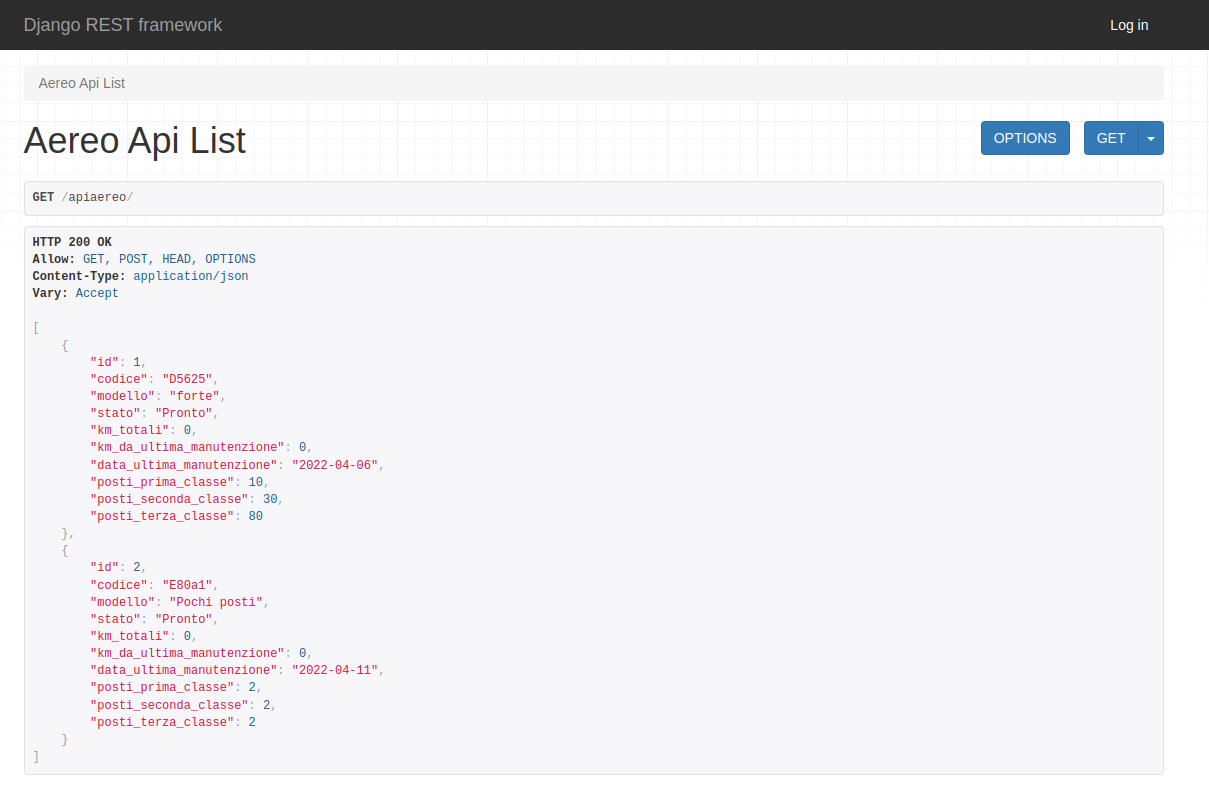 Django REST framework
Log in
Aereo Api List
Aereo Api List
OPTIONS
GET
GET /apiaereo/
HTTP 200 OK
Allow: GET, POST, HEAD, OPTIONS
Content-Type: application/json
Vary: Accept
[
    {
        "id": 1,
        "codice": "D5625",
        "modello": "forte",
        "stato": "Pronto",
        "km_totali": 0,
        "km_da_ultima_manutenzione": 0,
        "data_ultima_manutenzione": "2022-04-06",
        "posti_prima_classe": 10,
        "posti_seconda_classe": 30,
        "posti_terza_classe": 80
    },
    {
        "id": 2,
        "codice": "E80a1",
        "modello": "Pochi posti",
        "stato": "Pronto",
        "km_totali": 0,
        "km_da_ultima_manutenzione": 0,
        "data_ultima_manutenzione": "2022-04-11",
        "posti_prima_classe": 2,
        "posti_seconda_classe": 2,
        "posti_terza_classe": 2
    }
]